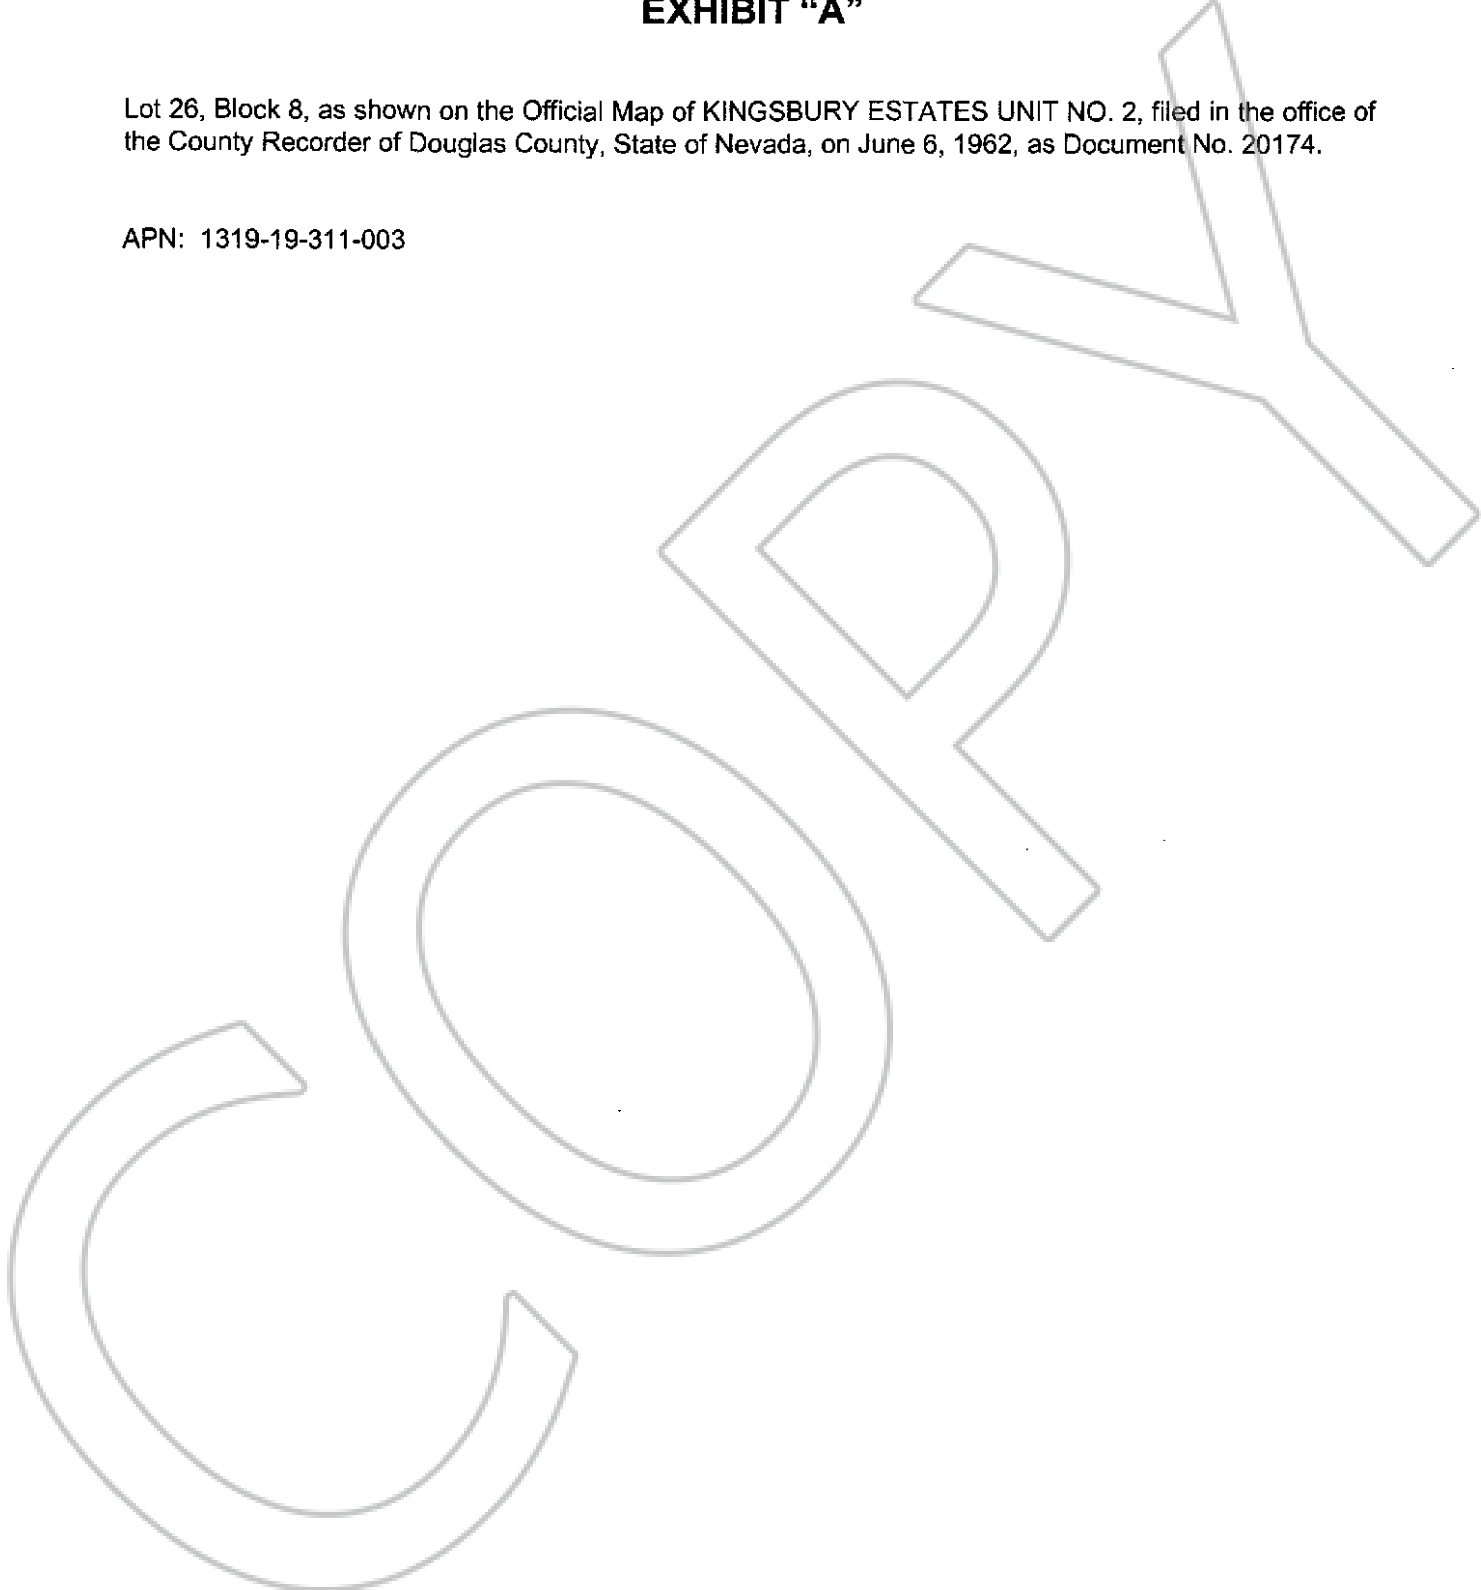 EXHIBIT “A”
Lot 26, Block 8, as shown on the Official Map of KINGSBURY ESTATES UNIT NO. 2, filed in the office of
the County Recorder of Douglas County, State of Nevada, on June 6, 1962, as Document No. 20174.
APN: 1319-19-311-003
COPY